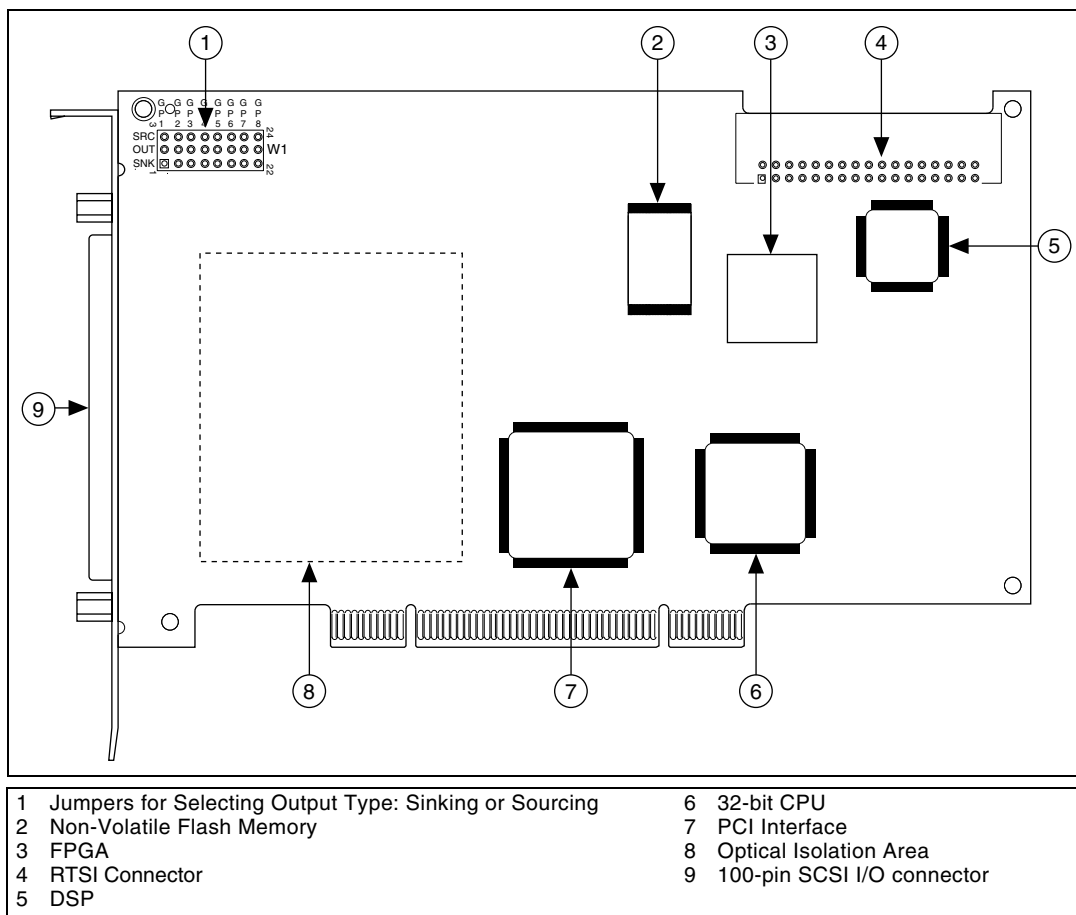 1
2
3
4
G G G G G G G G
P P P P P P P P
3 1 2 3 4 5 6 7 8 24
SRC
OUT W1
SNK
1 22
5
9
8
7
6
1 Jumpers for Selecting Output Type: Sinking or Sourcing
2 Non-Volatile Flash Memory
3 FPGA
4 RTSI Connector
5 DSP
6 32-bit CPU
7 PCI Interface
8 Optical Isolation Area
9 100-pin SCSI I/O connector